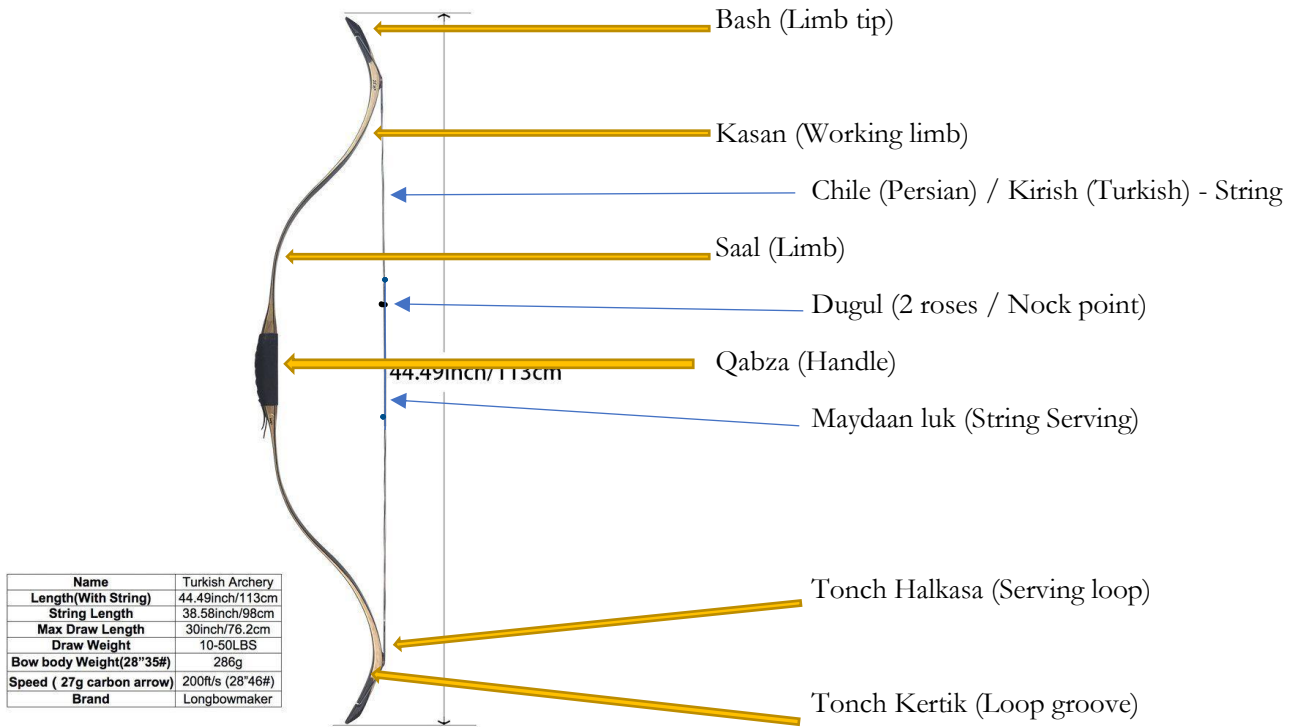 Bash (Limb tip)
Kasan (Working limb)
Chile (Persian) / Kirish (Turkish) - String
Saal (Limb)
Dugul (2 roses / Nock point)
Qabza (Handle)
44.49inch/113cm
Maydaan luk (String Serving)
Tonch Halkasa (Serving loop)
Tonch Kertik (Loop groove)
Name Turkish Archery
Length(With String) 44.49inch/113cm
String Length 38.58inch/98cm
Max Draw Length 30inch/76.2cm
Draw Weight 10-50LBS
Bow body Weight(28”35#) 286g
Speed ( 27g carbon arrow) 200ft/s (28”46#)
Brand Longbowmaker